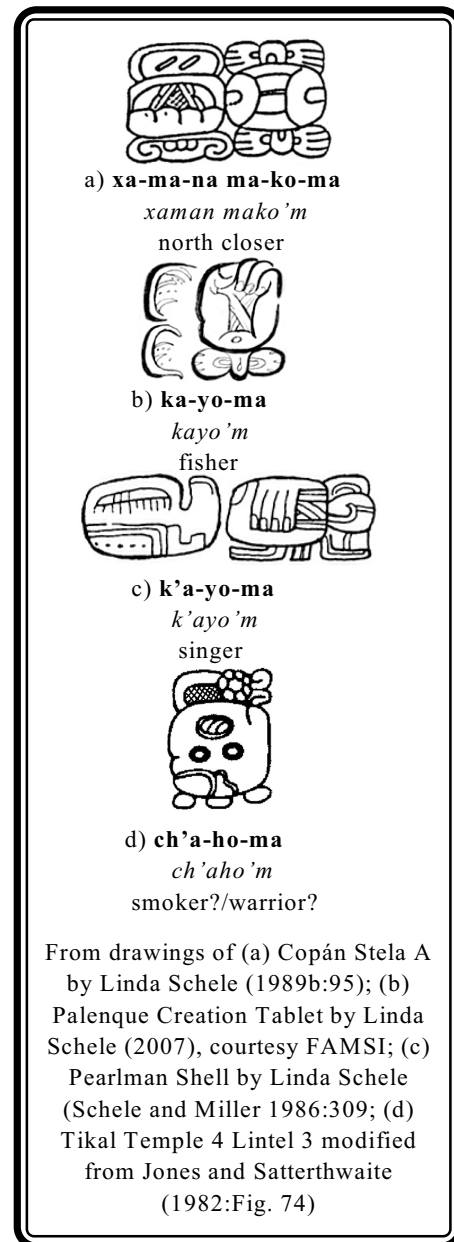 a) xa-ma-na ma-ko-ma
xaman mako’m
north closer
b) ka-yo-ma
kayo’m
fisher
c) k’a-yo-ma
k’ayo’m
singer
d) ch’a-ho-ma
ch’aho’m
smoker?/warrior?
From drawings of (a) Copán Stela A
by Linda Schele (1989b:95); (b)
Palenque Creation Tablet by Linda
Schele (2007), courtesy FAMSI; (c)
Pearlman Shell by Linda Schele
(Schele and Miller 1986:309; (d)
Tikal Temple 4 Lintel 3 modified
from Jones and Satterthwaite
(1982:Fig. 74)